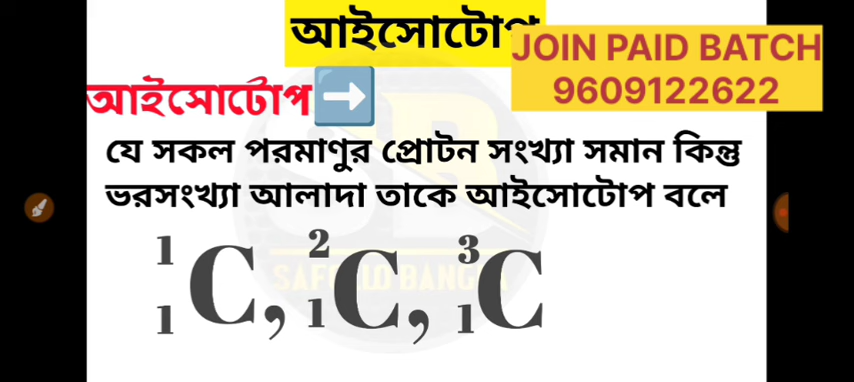 আইসোটোপ
JOIN PAID BATCH
9609122622
আইসোটোপ➡️
যে সকল পরমাণুর প্রোটন সংখ্যা সমান কিন্তু
ভরসংখ্যা আলাদা তাকে আইসোটোপ বলে
¹₁C, ²₁C, ³₁C